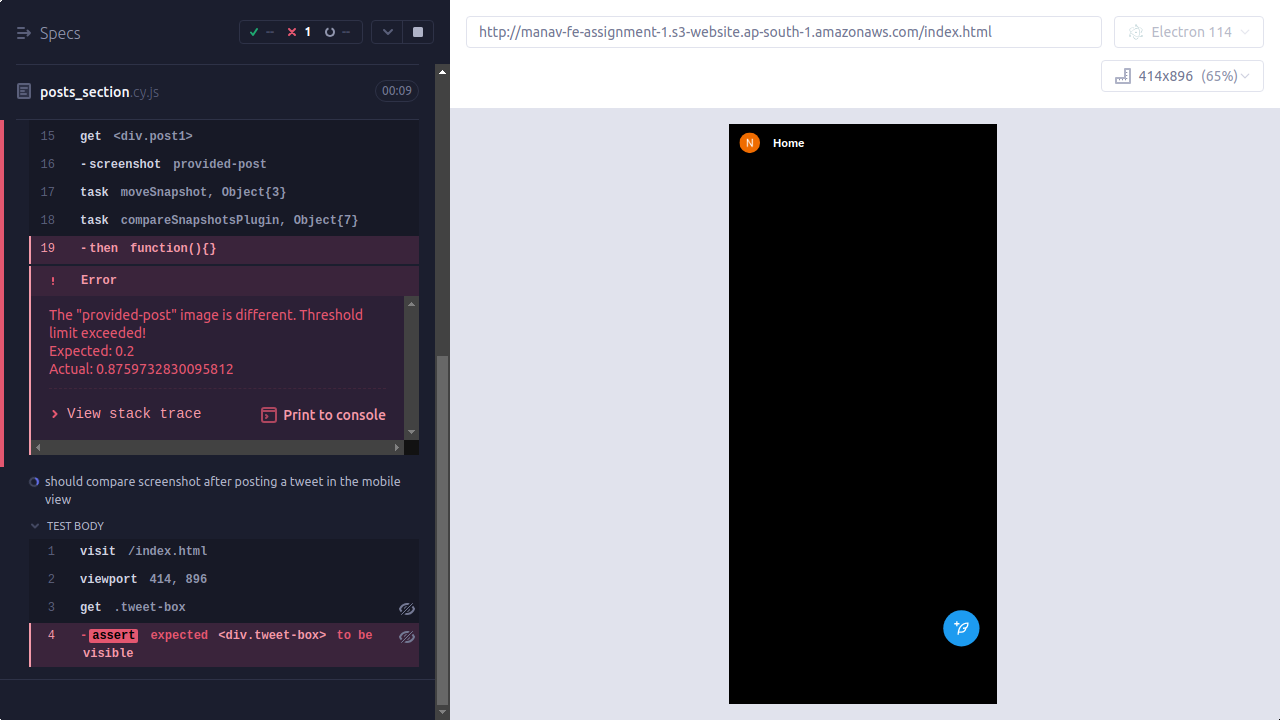 Specs
✓ -- ✕ 1 --
posts_section.cy.js
00:09
15 get <div.post1>
16 -screenshot provided-post
17 task moveSnapshot, Object{3}
18 task compareSnapshotsPlugin, Object{7}
19 -then function(){}
! Error
The "provided-post" image is different. Threshold
limit exceeded!
Expected: 0.2
Actual: 0.8759732830095812
> View stack trace
Print to console
should compare screenshot after posting a tweet in the mobile
view
TEST BODY
1 visit /index.html
2 viewport 414, 896
3 get .tweet-box
4 -assert expected <div.tweet-box> to be
visible
http://manav-fe-assignment-1.s3-website.ap-south-1.amazonaws.com/index.html
Electron 114
414x896 (65%)
N Home